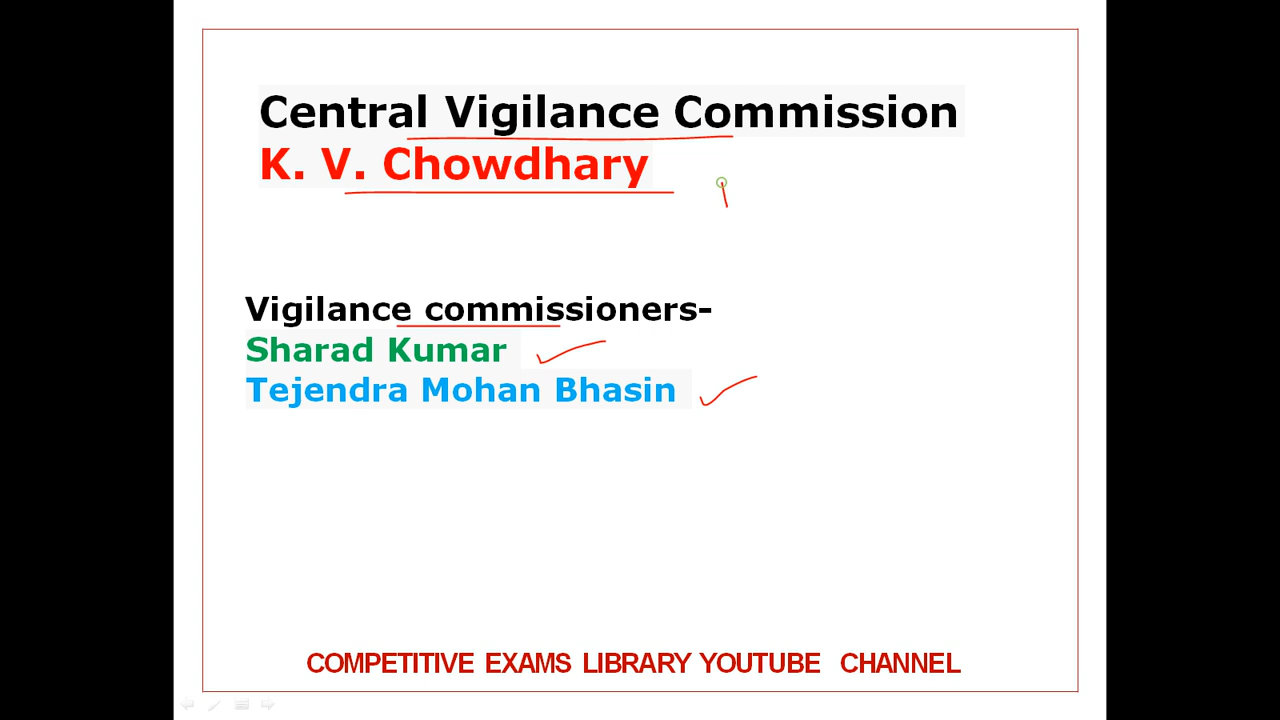 Central Vigilance Commission
K. V. Chowdhary
Vigilance commissioners-
Sharad Kumar
Tejendra Mohan Bhasin
COMPETITIVE EXAMS LIBRARY YOUTUBE CHANNEL